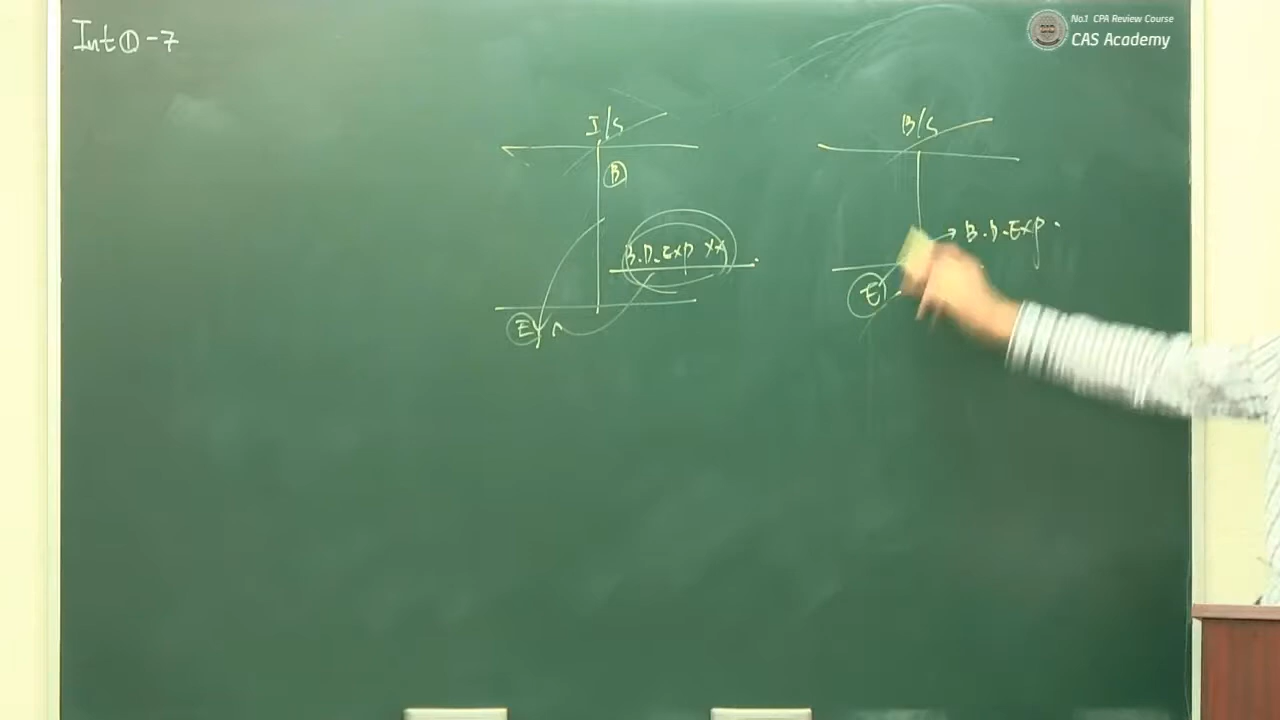 Int①-7
No.1 CPA Review Course
CAS Academy
I/S
Ⓑ
B.D.Exp XX
Ⓔ
B/S
B.D.Exp.
Ⓔ